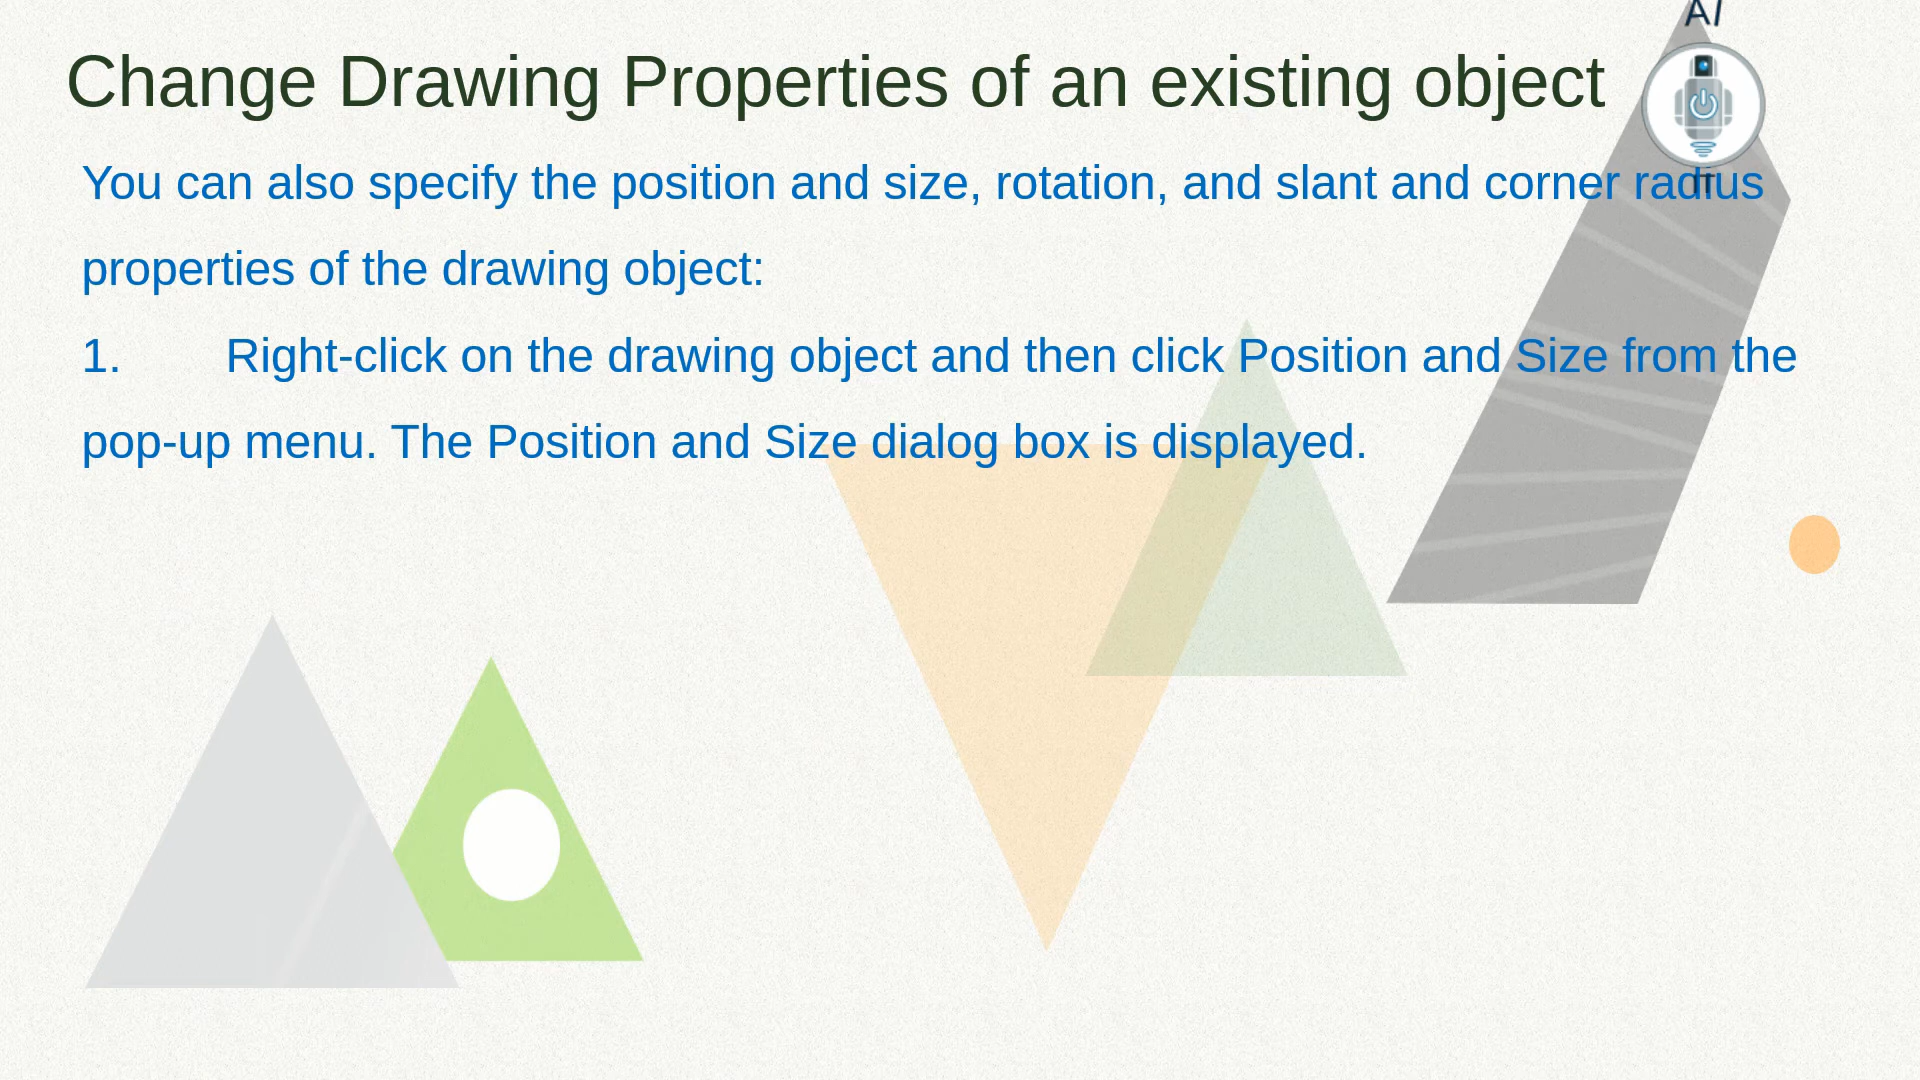 AI
Change Drawing Properties of an existing object
You can also specify the position and size, rotation, and slant and corner radius
IT
properties of the drawing object:
1. Right-click on the drawing object and then click Position and Size from the
pop-up menu. The Position and Size dialog box is displayed.